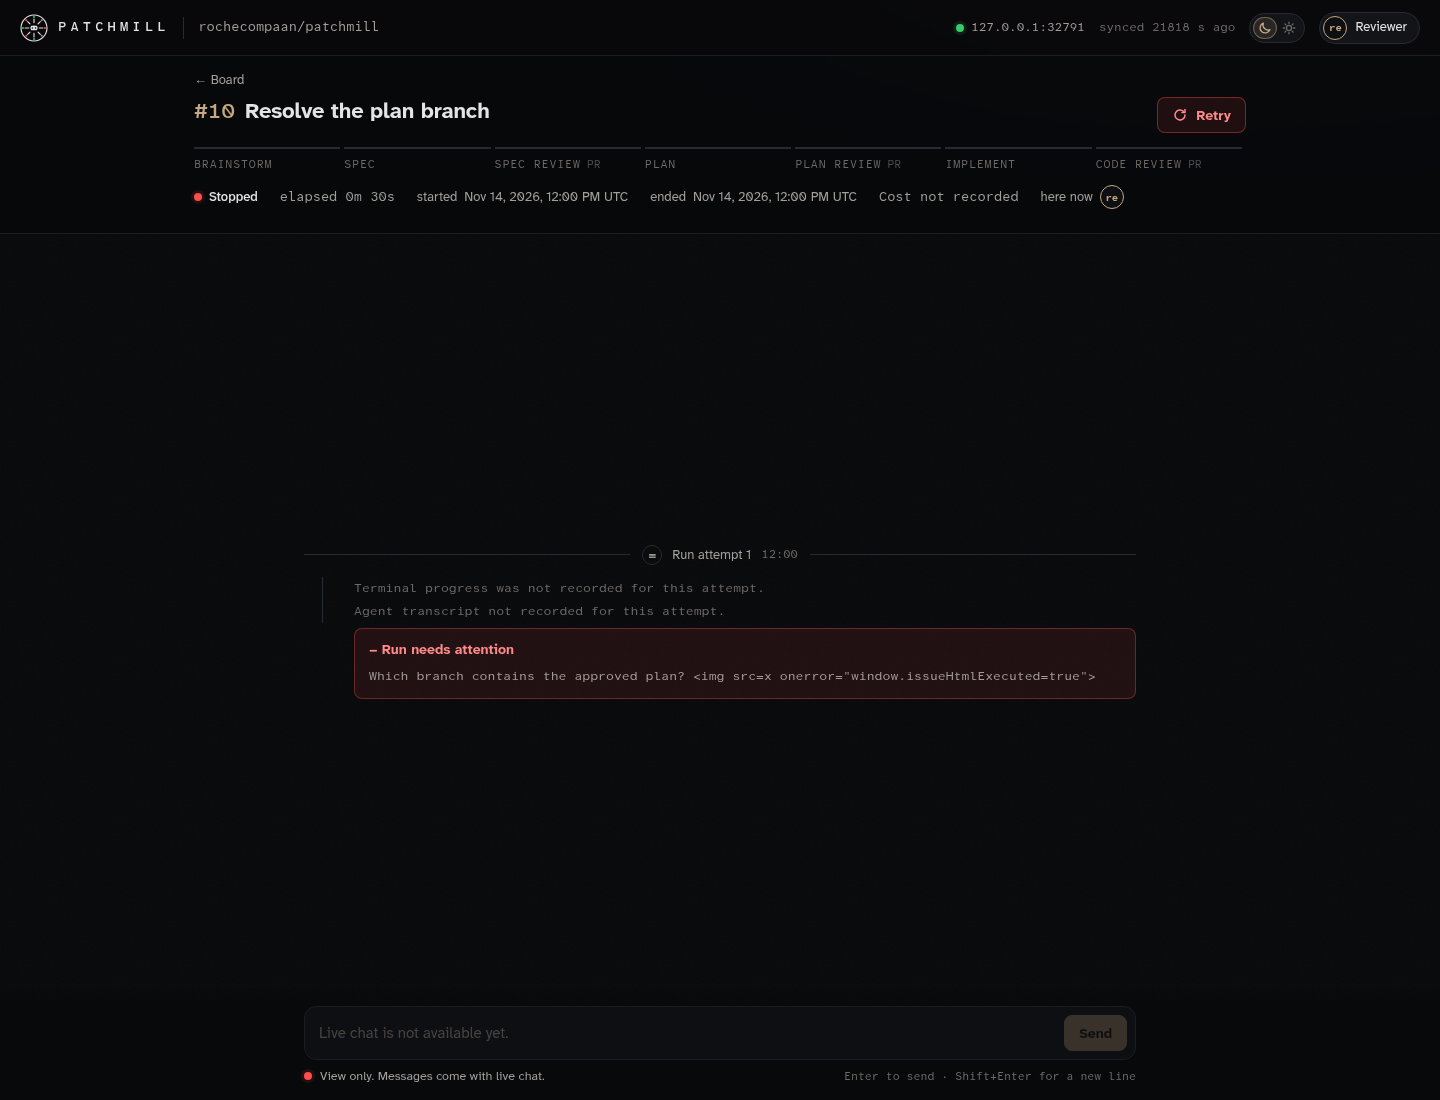 PATCHMILL
rochecompaan/patchmill
127.0.0.1:32791
synced 21818 s ago
re
Reviewer
← Board
#10 Resolve the plan branch
Retry
BRAINSTORM
SPEC
SPEC REVIEW PR
PLAN
PLAN REVIEW PR
IMPLEMENT
CODE REVIEW PR
Stopped
elapsed 0m 30s
started Nov 14, 2026, 12:00 PM UTC
ended Nov 14, 2026, 12:00 PM UTC
Cost not recorded
here now re
Run attempt 1 12:00
Terminal progress was not recorded for this attempt.
Agent transcript not recorded for this attempt.
– Run needs attention
Which branch contains the approved plan? <img src=x onerror="window.issueHtmlExecuted=true">
Live chat is not available yet.
Send
View only. Messages come with live chat.
Enter to send · Shift+Enter for a new line